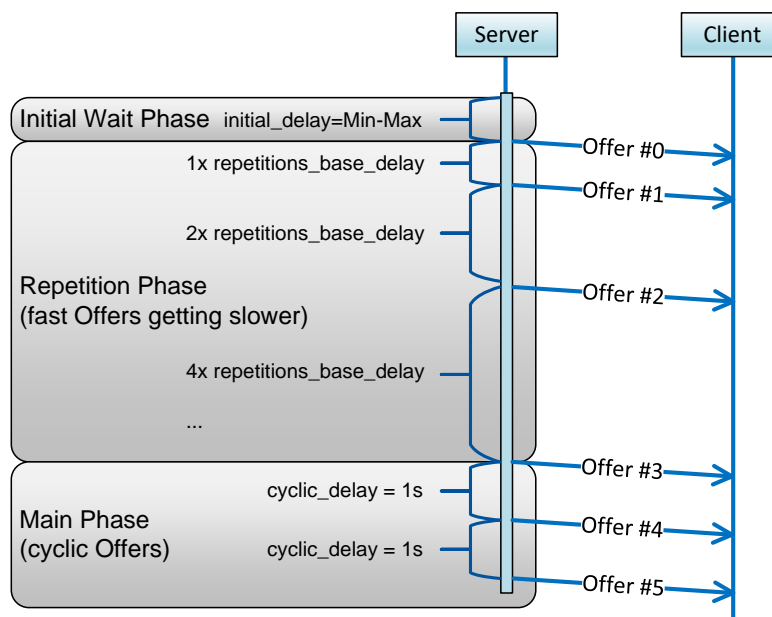 Server
Client
Initial Wait Phase initial_delay=Min-Max
Offer #0
1x repetitions_base_delay
Offer #1
2x repetitions_base_delay
Repetition Phase
(fast Offers getting slower)
Offer #2
4x repetitions_base_delay
...
Offer #3
cyclic_delay = 1s
Main Phase
(cyclic Offers)
Offer #4
cyclic_delay = 1s
Offer #5